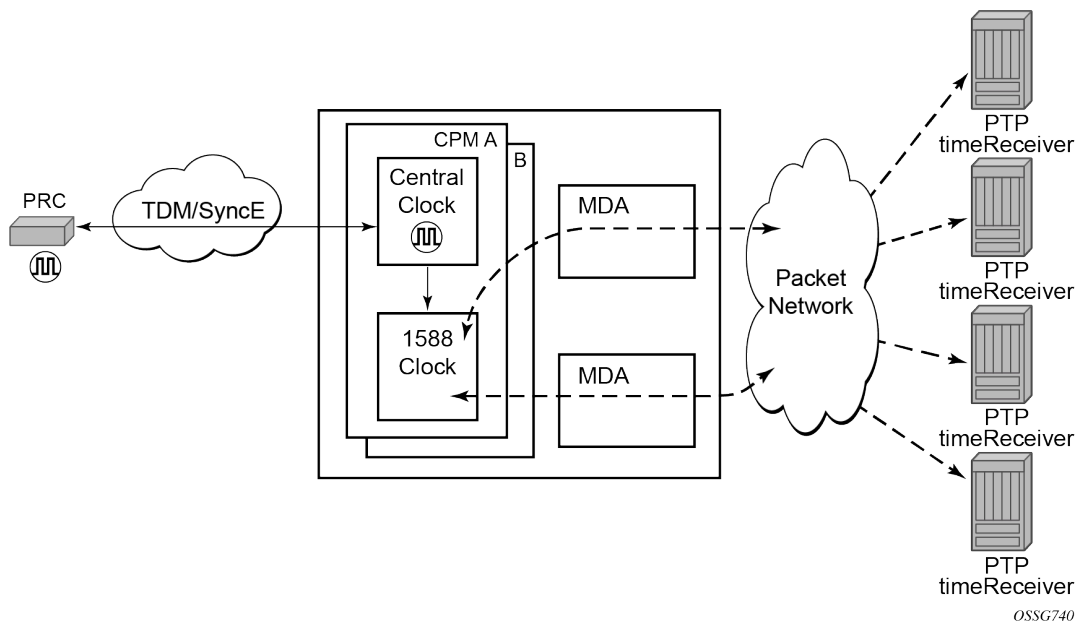 PRC
TDM/SyncE
CPM A
B
Central
Clock
1588
Clock
MDA
MDA
Packet
Network
PTP
timeReceiver
PTP
timeReceiver
PTP
timeReceiver
PTP
timeReceiver
OSSG740